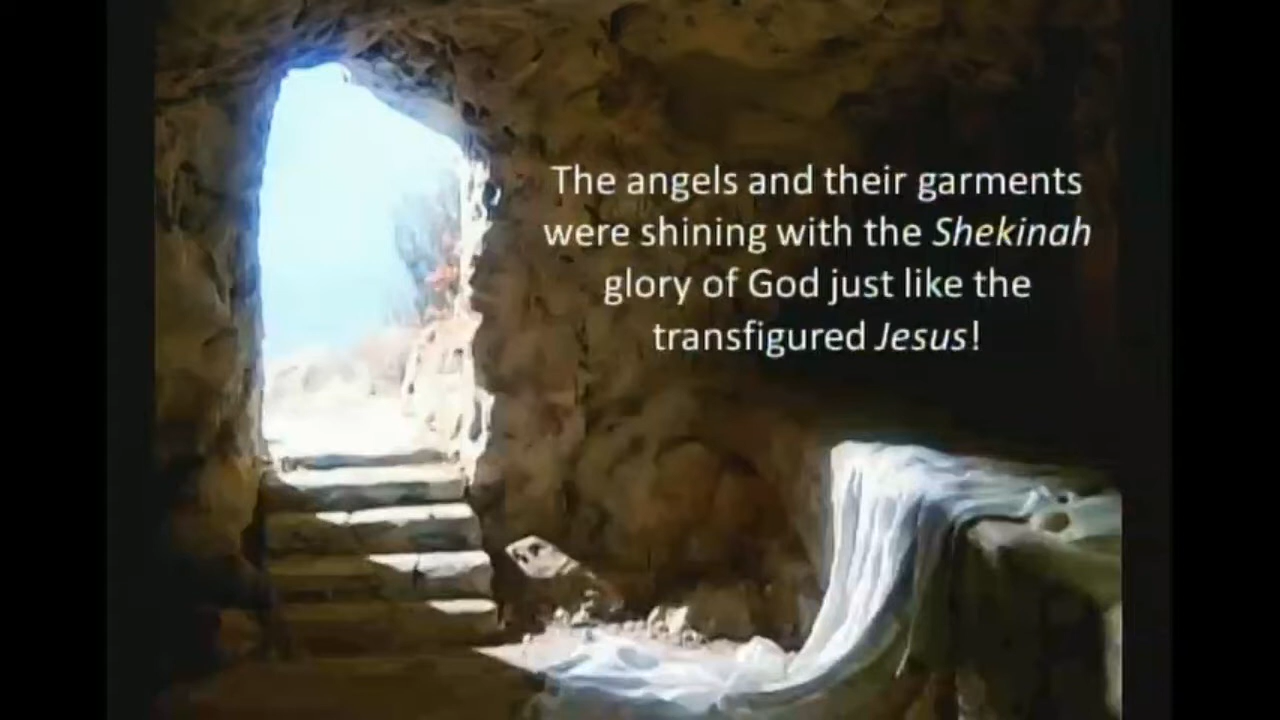 The angels and their garments
were shining with the Shekinah
glory of God just like the
transfigured Jesus!